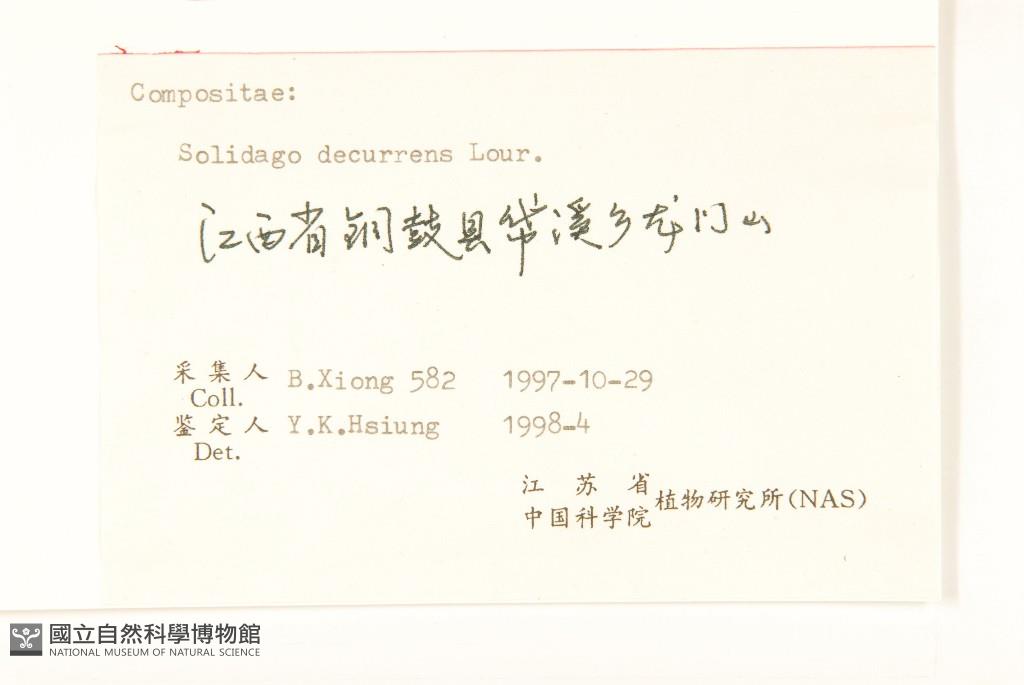 Compositae:
Solidago decurrens Lour.
江西省铜鼓县带溪乡龙门山
采集人 B.Xiong 582 1997-10-29
Coll.
鉴定人 Y.K.Hsiung 1998-4
Det.
江苏省
中国科学院 植物研究所(NAS)
國立自然科學博物館
NATIONAL MUSEUM OF NATURAL SCIENCE